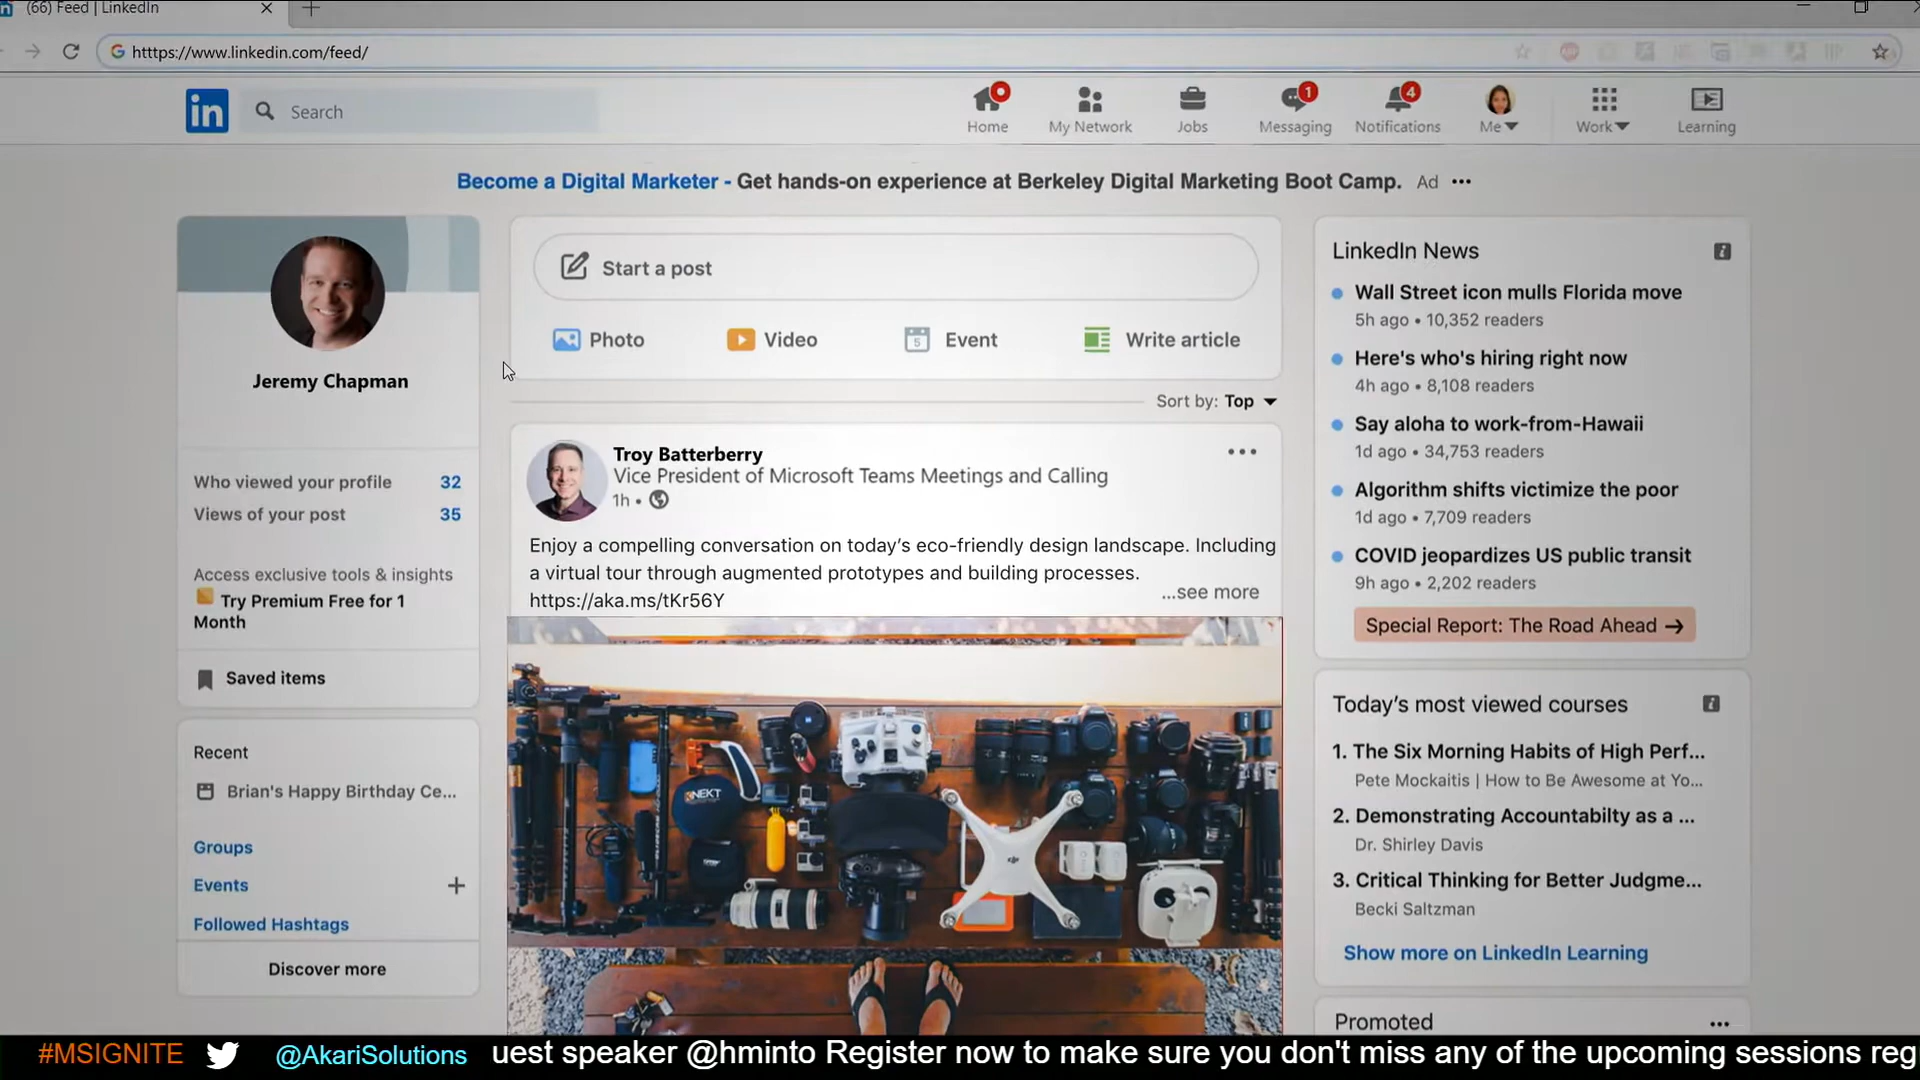 (66) Feed | LinkedIn
htttps://www.linkedin.com/feed/
in
Search
Home
My Network
Jobs
1
Messaging
4
Notifications
Me
Work
Learning
Become a Digital Marketer - Get hands-on experience at Berkeley Digital Marketing Boot Camp. Ad
Jeremy Chapman
Who viewed your profile 32
Views of your post 35
Access exclusive tools & insights
Try Premium Free for 1
Month
Saved items
Recent
Brian's Happy Birthday Ce...
Groups
Events
Followed Hashtags
Discover more
Start a post
Photo
Video
5
Event
Write article
Sort by: Top
Troy Batterberry
Vice President of Microsoft Teams Meetings and Calling
1h •
Enjoy a compelling conversation on today's eco-friendly design landscape. Including
a virtual tour through augmented prototypes and building processes.
https://aka.ms/tKr56Y
...see more
LinkedIn News
Wall Street icon mulls Florida move
5h ago • 10,352 readers
Here's who's hiring right now
4h ago • 8,108 readers
Say aloha to work-from-Hawaii
1d ago • 34,753 readers
Algorithm shifts victimize the poor
1d ago • 7,709 readers
COVID jeopardizes US public transit
9h ago • 2,202 readers
Special Report: The Road Ahead →
Today's most viewed courses
1. The Six Morning Habits of High Perf...
Pete Mockaitis | How to Be Awesome at Yo...
2. Demonstrating Accountabilty as a ...
Dr. Shirley Davis
3. Critical Thinking for Better Judgme...
Becki Saltzman
Show more on LinkedIn Learning
Promoted
#MSIGNITE @AkariSolutions uest speaker @hminto Register now to make sure you don't miss any of the upcoming sessions reg